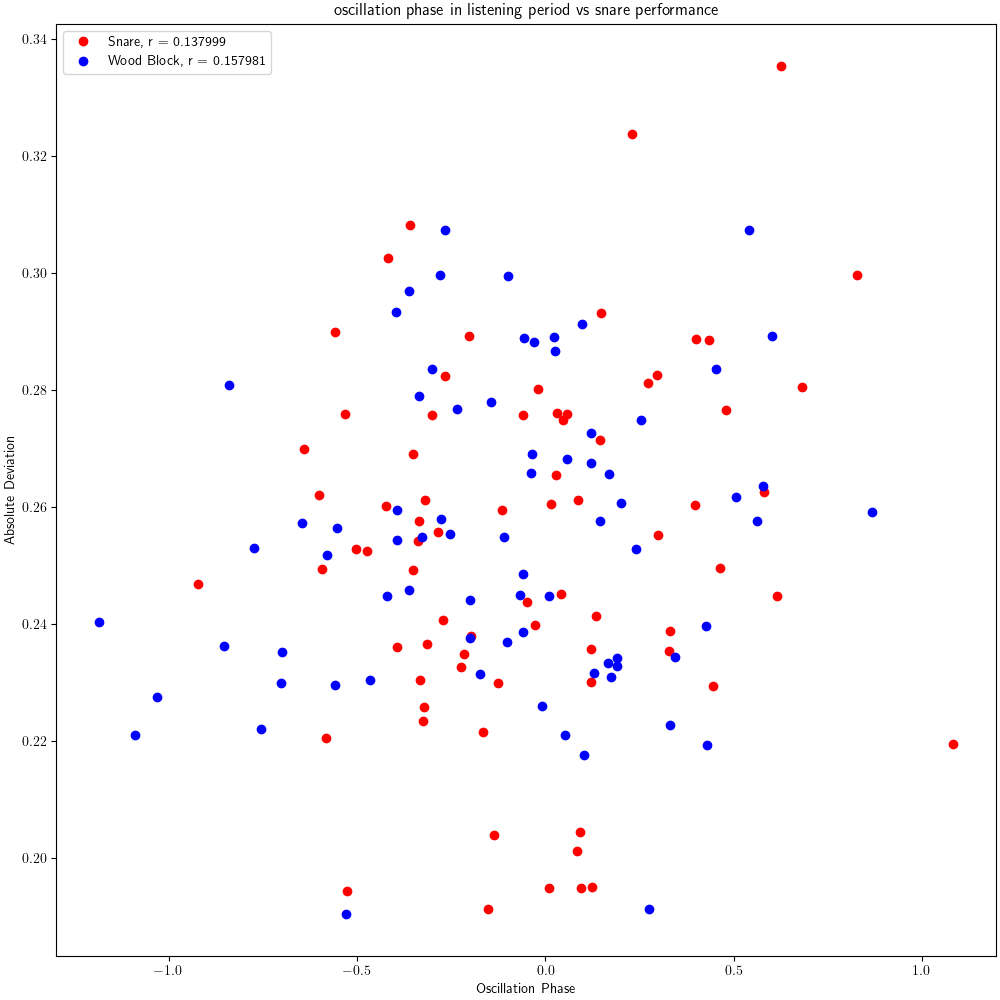 oscillation phase in listening period vs snare performance
Snare, r = 0.137999
Wood Block, r = 0.157981
Absolute Deviation
0.34
0.32
0.30
0.28
0.26
0.24
0.22
0.20
−1.0 −0.5 0.0 0.5 1.0
Oscillation Phase